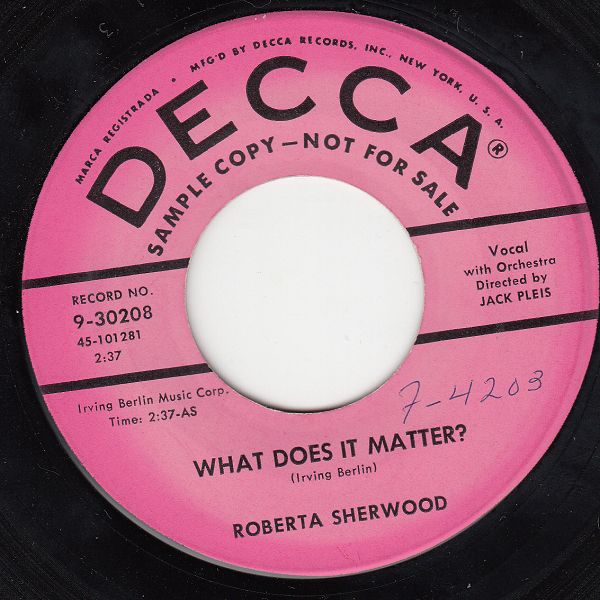 MARCA REGISTRADA • MFG'D BY DECCA RECORDS, INC., NEW YORK, U. S. A.
DECCA®
SAMPLE COPY—NOT FOR SALE
Vocal
with Orchestra
Directed by
JACK PLEIS
RECORD NO.
9-30208
45-101281
2:37
Irving Berlin Music Corp.
Time: 2:37-AS
7-4203
WHAT DOES IT MATTER?
(Irving Berlin)
ROBERTA SHERWOOD